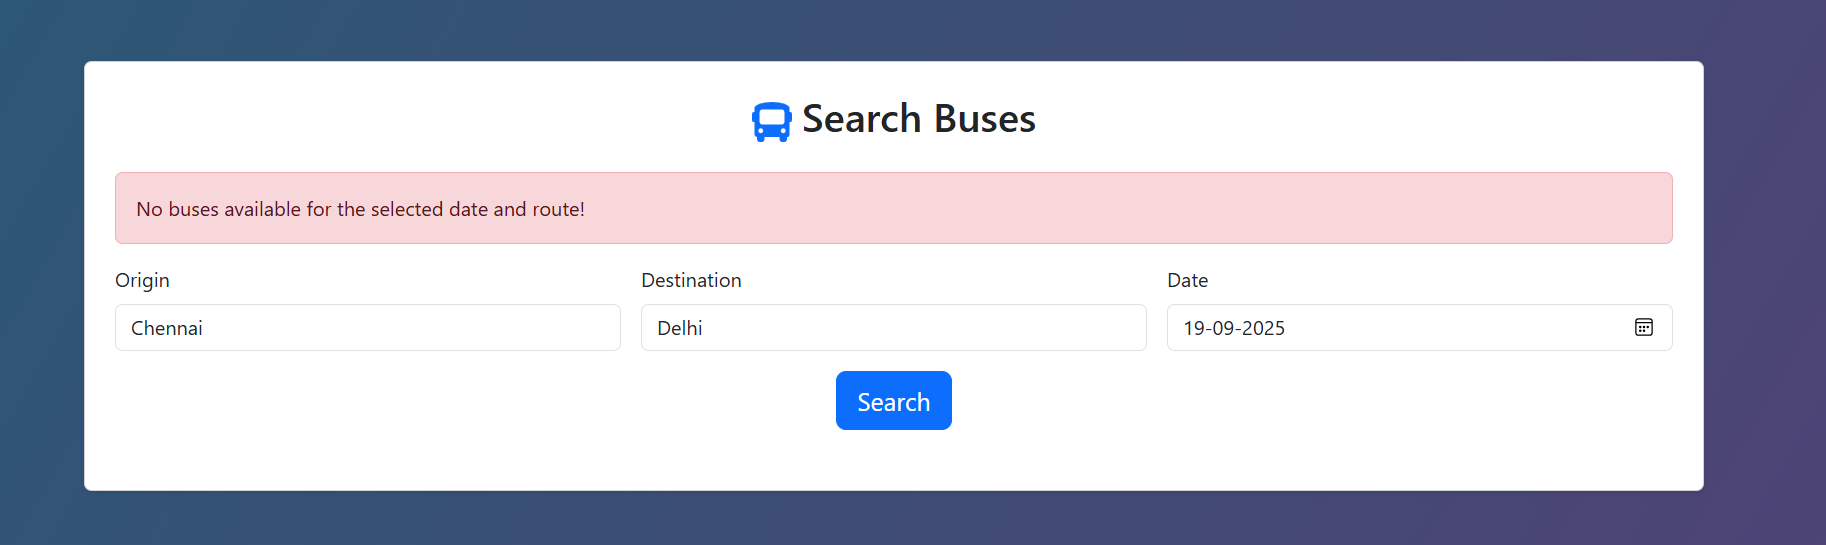 Search Buses
No buses available for the selected date and route!
Origin
Destination
Date
Chennai
Delhi
19-09-2025
Search